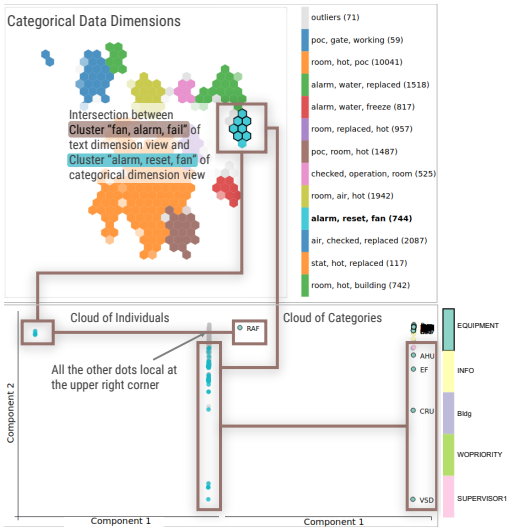 Categorical Data Dimensions
Intersection between
Cluster "fan, alarm, fail" of
text dimension view and
Cluster "alarm, reset, fan" of
categorical dimension view
outliers (71)
poc, gate, working (59)
room, hot, poc (10041)
alarm, water, replaced (1518)
alarm, water, freeze (817)
room, replaced, hot (957)
poc, room, hot (1487)
checked, operation, room (525)
room, air, hot (1942)
alarm, reset, fan (744)
air, checked, replaced (2087)
stat, hot, replaced (117)
room, hot, building (742)
Cloud of Individuals
RAF
All the other dots local at
the upper right corner
Component 2
Component 1
Cloud of Categories
AHU
EF
CRU
VSD
Component 1
EQUIPMENT
INFO
Bldg
WOPRIORITY
SUPERVISOR1